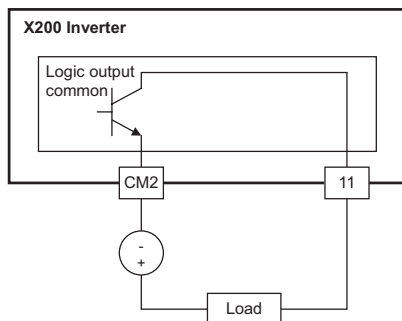 X200 Inverter
Logic output
common
CM2
11
-
+
Load